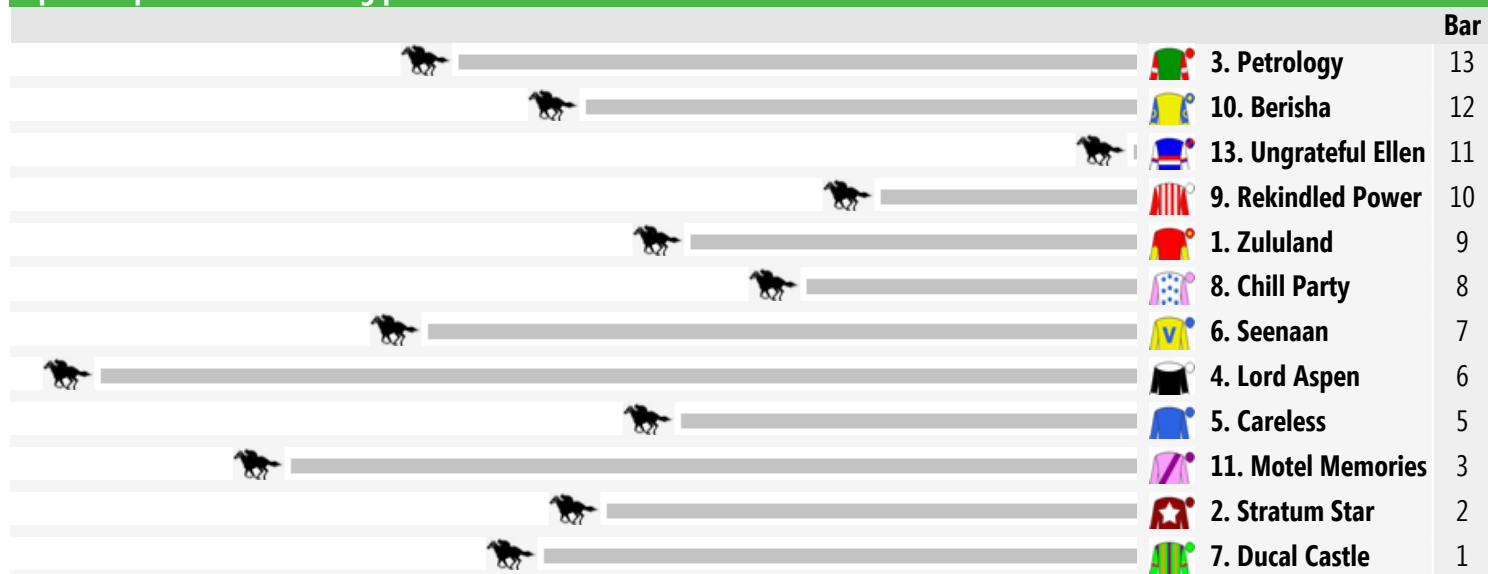 Bar
3. Petrology 13
10. Berisha 12
13. Ungrateful Ellen 11
9. Rekindled Power 10
1. Zululand 9
8. Chill Party 8
V 6. Seenaan 7
4. Lord Aspen 6
5. Careless 5
11. Motel Memories 3
2. Stratum Star 2
7. Ducal Castle 1